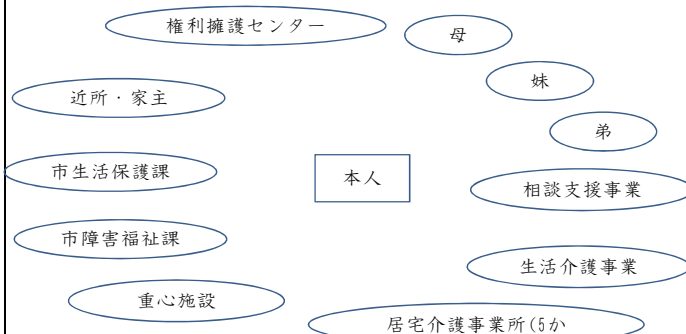 権利擁護センター
母
妹
近所・家主
弟
市生活保護課
本人
相談支援事業
市障害福祉課
生活介護事業
重心施設
居宅介護事業所(5か